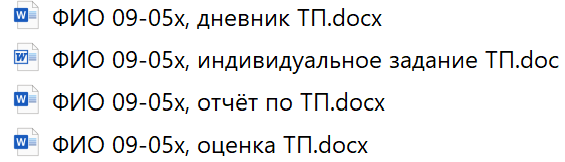 ФИО 09-05х, дневник ТП.docx
ФИО 09-05х, индивидуальное задание ТП.doc
ФИО 09-05х, отчёт по ТП.docx
ФИО 09-05х, оценка ТП.docx